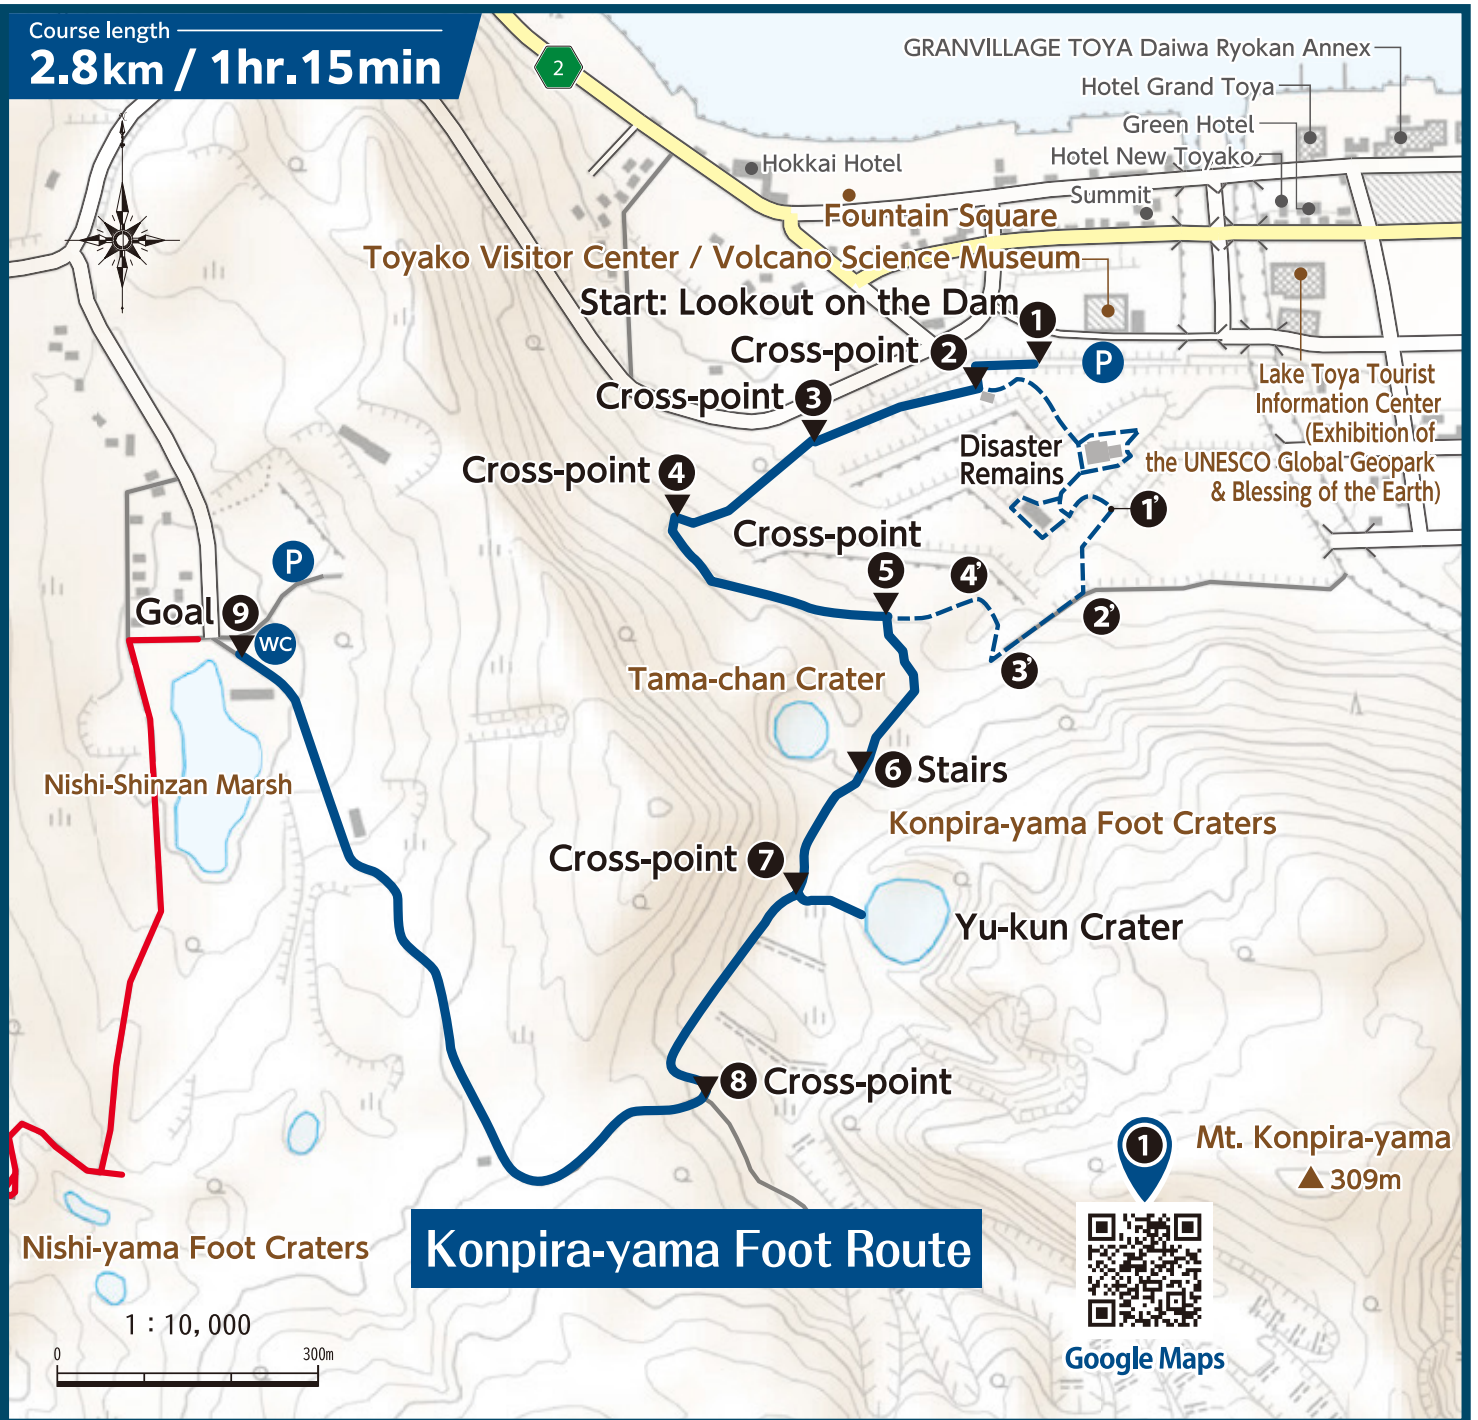 Course length
2.8km / 1hr.15min
2
GRANVILLAGE TOYA Daiwa Ryokan Annex
Hotel Grand Toya
Green Hotel
Hotel New Toyako
Summit
Hokkai Hotel
Fountain Square
Toyako Visitor Center / Volcano Science Museum
Start: Lookout on the Dam
1
Cross-point 2
P
Cross-point 3
Lake Toya Tourist
Information Center
(Exhibition of
the UNESCO Global Geopark
& Blessing of the Earth)
Disaster
Remains
Cross-point 4
1'
Cross-point
5
4'
2'
3'
P
Goal 9
WC
Tama-chan Crater
6 Stairs
Nishi-Shinzan Marsh
Konpira-yama Foot Craters
Cross-point 7
Yu-kun Crater
8 Cross-point
1
Mt. Konpira-yama
▲ 309m
Nishi-yama Foot Craters
Konpira-yama Foot Route
1 : 10,000
0 300m
Google Maps